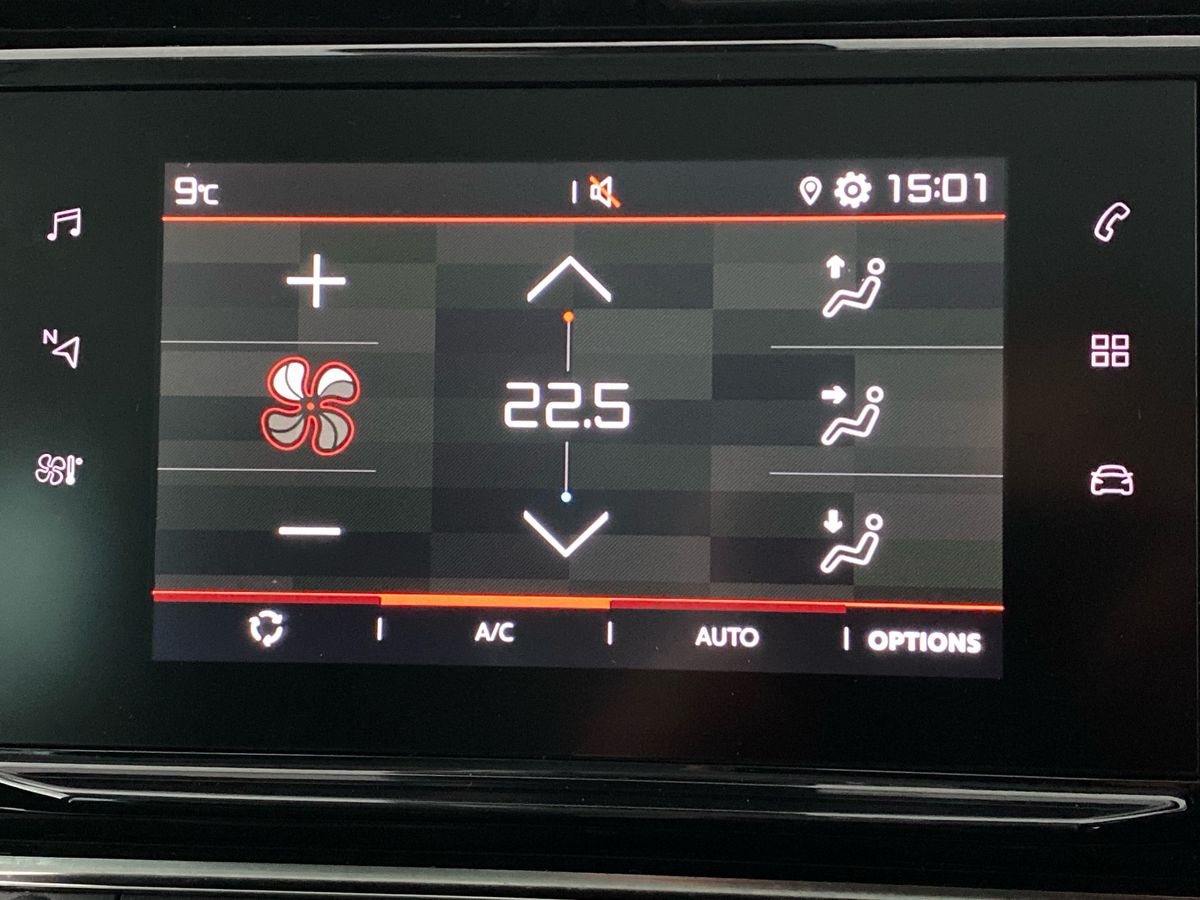 9°C 15:01
N
22.5
A/C AUTO OPTIONS